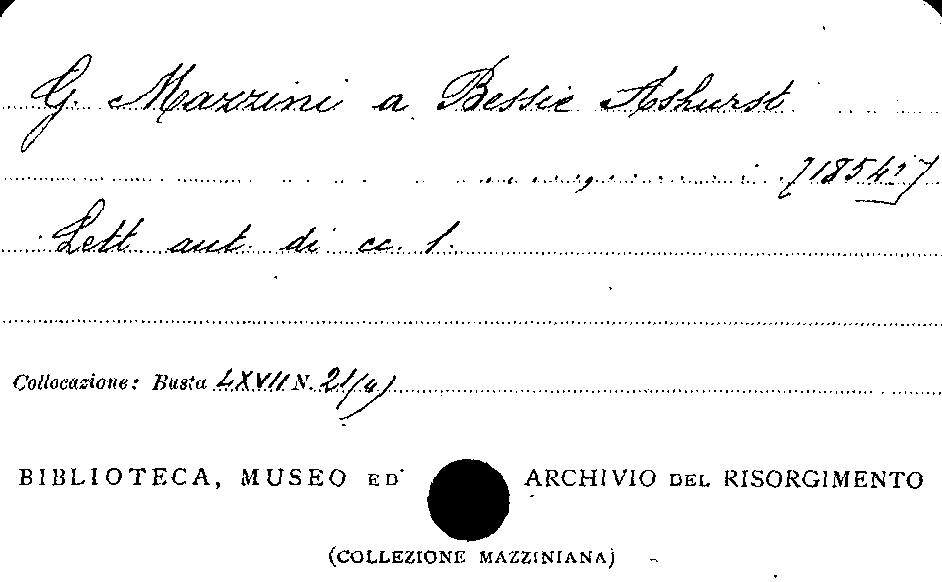 G. Mazzini a Bessie Ashurst
[1854?]
Lett. aut. di cc. 1.
Collocazione: Busta LXVII N. 21/(4)
BIBLIOTECA, MUSEO ED ARCHIVIO DEL RISORGIMENTO
(COLLEZIONE MAZZINIANA)